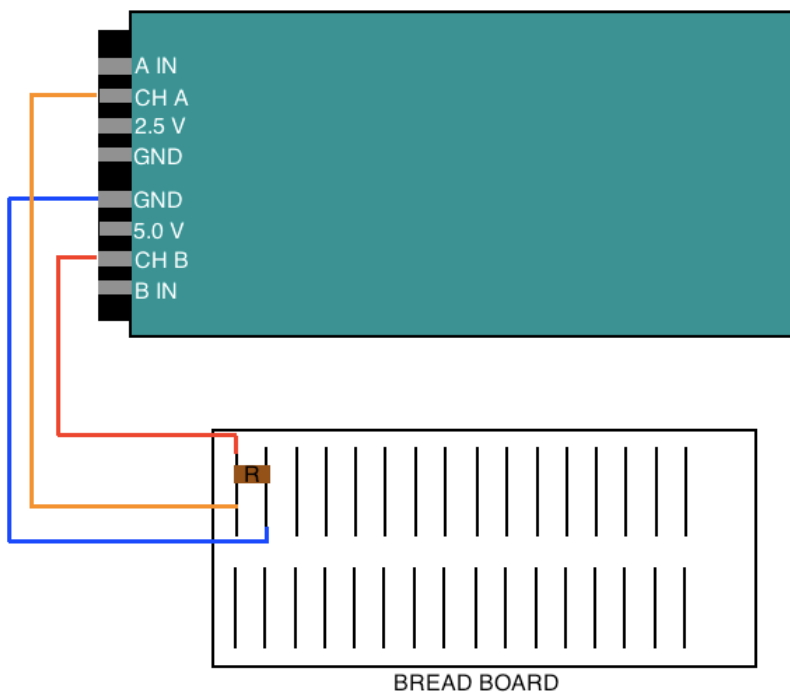 A IN
CH A
2.5 V
GND
GND
5.0 V
CH B
B IN
R
BREAD BOARD